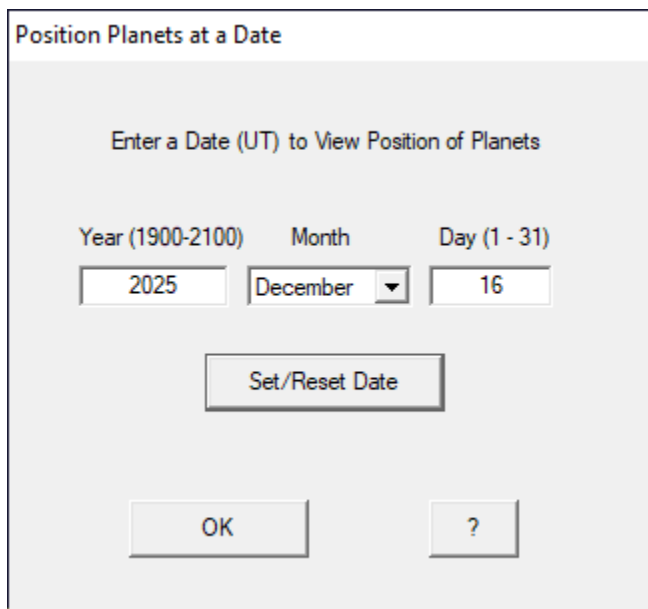 Position Planets at a Date
Enter a Date (UT) to View Position of Planets
Year (1900-2100) Month Day (1 - 31)
2025 December 16
Set/Reset Date
OK ?